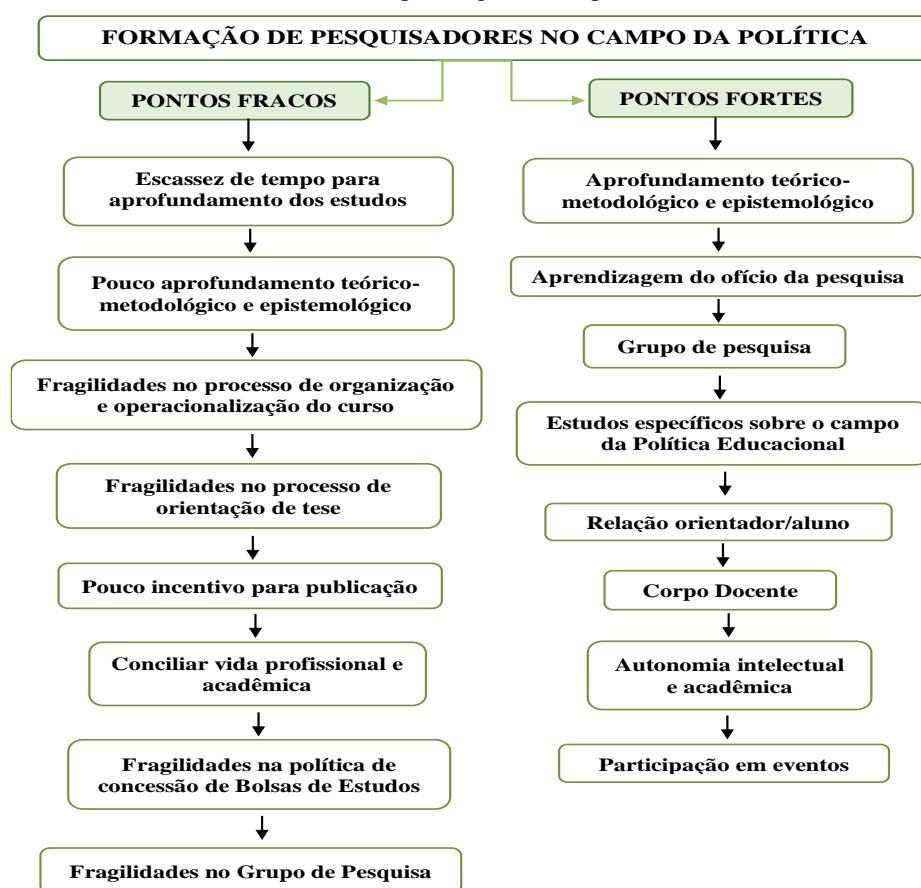 FORMAÇÃO DE PESQUISADORES NO CAMPO DA POLÍTICA
PONTOS FRACOS
Escassez de tempo para
aprofundamento dos estudos
Pouco aprofundamento teórico-
metodológico e epistemológico
Fragilidades no processo de organização
e operacionalização do curso
Fragilidades no processo de
orientação de tese
Pouco incentivo para publicação
Conciliar vida profissional e
acadêmica
Fragilidades na política de
concessão de Bolsas de Estudos
Fragilidades no Grupo de Pesquisa
PONTOS FORTES
Aprofundamento teórico-
metodológico e epistemológico
Aprendizagem do ofício da pesquisa
Grupo de pesquisa
Estudos específicos sobre o campo
da Política Educacional
Relação orientador/aluno
Corpo Docente
Autonomia intelectual
e acadêmica
Participação em eventos